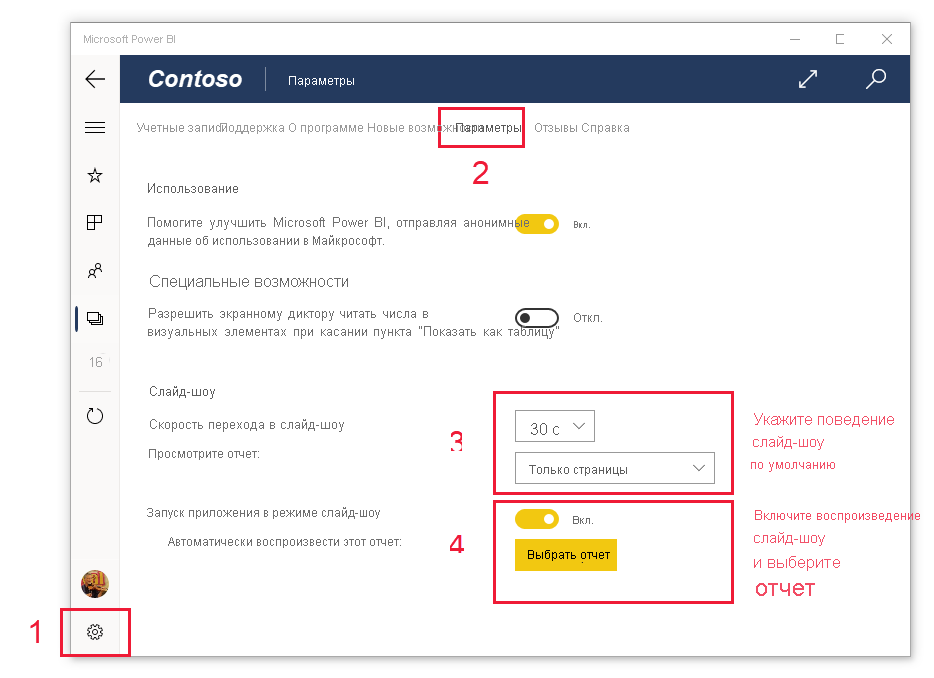 Microsoft Power BI
Contoso Параметры
Учетные записи Поддержка О программе Новые возможности Параметры Отзывы Справка
2
Использование
Помогите улучшить Microsoft Power BI, отправляя анонимные
данные об использовании в Майкрософт.
Вкл.
Специальные возможности
Разрешить экранному диктору читать числа в
визуальных элементах при касании пункта "Показать как таблицу"
Откл.
16
Слайд-шоу
Скорость перехода в слайд-шоу
30 с
Просмотрите отчет:
Только страницы
3
Укажите поведение
слайд-шоу
по умолчанию
Запуск приложения в режиме слайд-шоу
Вкл.
Автоматически воспроизвести этот отчет:
Выбрать отчет
4
Включите воспроизведение
слайд-шоу
и выберите
отчет
1